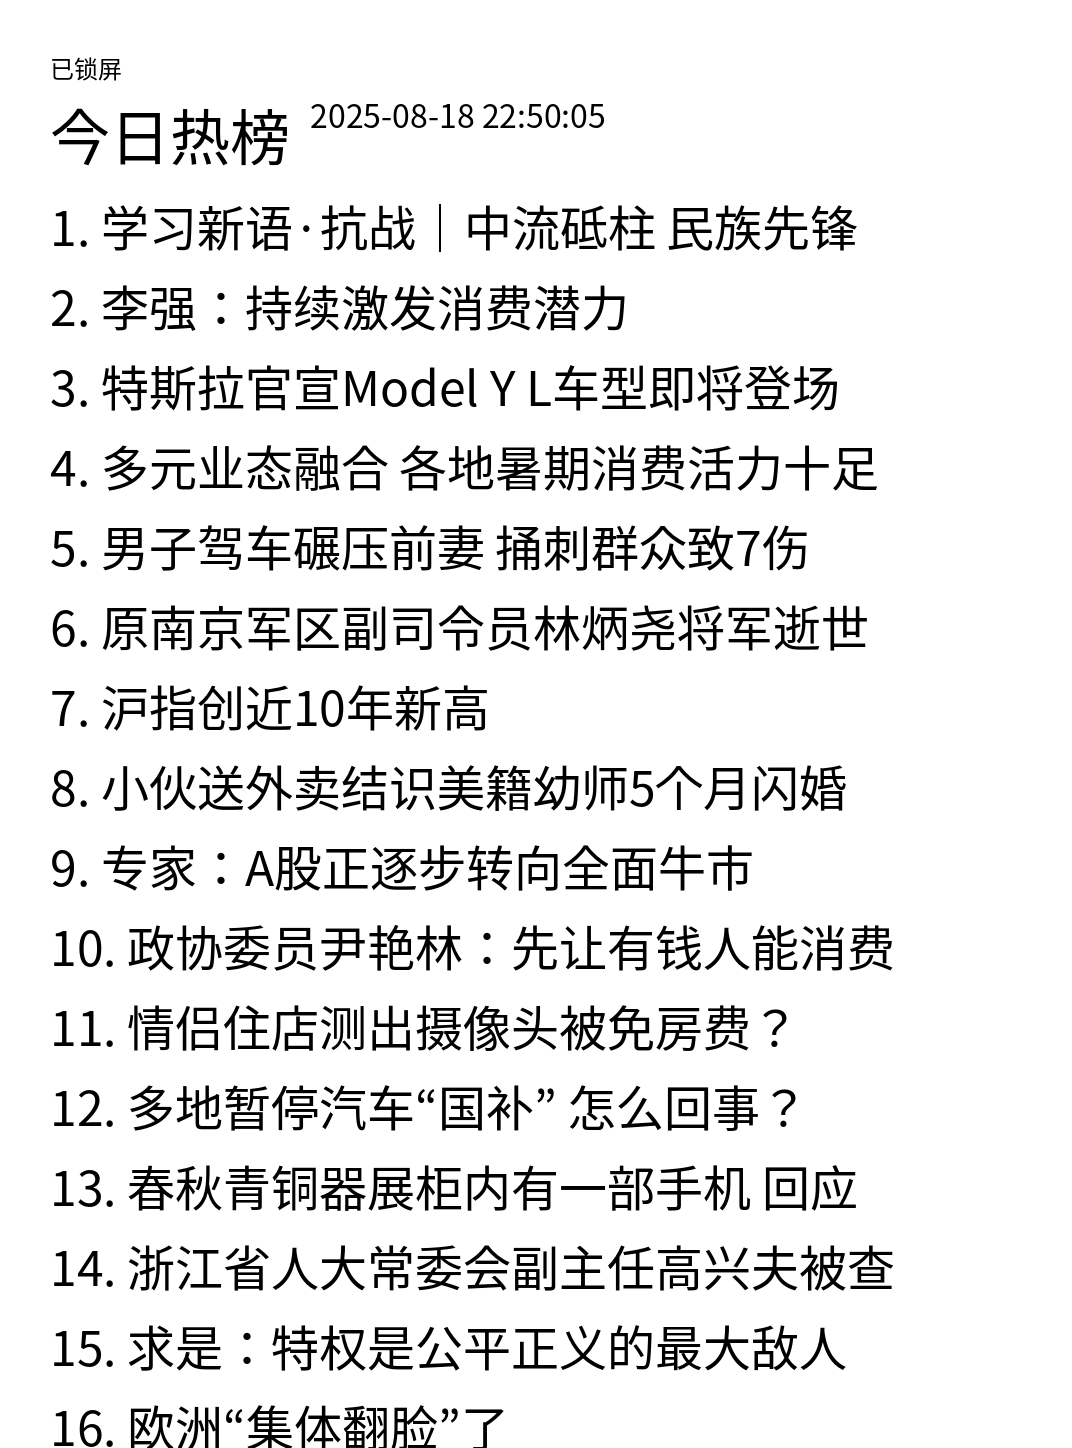 已锁屏
今日热榜 2025-08-18 22:50:05
1. 学习新语·抗战｜中流砥柱 民族先锋
2. 李强：持续激发消费潜力
3. 特斯拉官宣Model Y L车型即将登场
4. 多元业态融合 各地暑期消费活力十足
5. 男子驾车碾压前妻 捅刺群众致7伤
6. 原南京军区副司令员林炳尧将军逝世
7. 沪指创近10年新高
8. 小伙送外卖结识美籍幼师5个月闪婚
9. 专家：A股正逐步转向全面牛市
10. 政协委员尹艳林：先让有钱人能消费
11. 情侣住店测出摄像头被免房费？
12. 多地暂停汽车“国补” 怎么回事？
13. 春秋青铜器展柜内有一部手机 回应
14. 浙江省人大常委会副主任高兴夫被查
15. 求是：特权是公平正义的最大敌人
16. 欧洲“集体翻脸”了